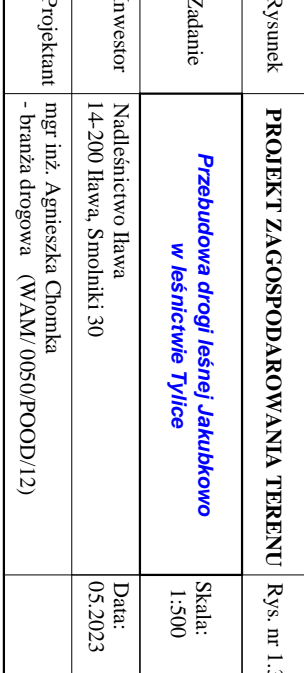 Rysunek PROJEKT ZAGOSPODAROWANIA TERENU Rys. nr 1.
Zadanie Przebudowa drogi leśnej Jakubkowo
w leśnictwie Tylice
Skala:
1:500
Inwestor Nadleśnictwo Iława
14-200 Iława, Smolniki 30
Data:
05.2023
Projektant mgr inż. Agnieszka Chomka
- branża drogowa (WAM/ 0050/POOD/12)